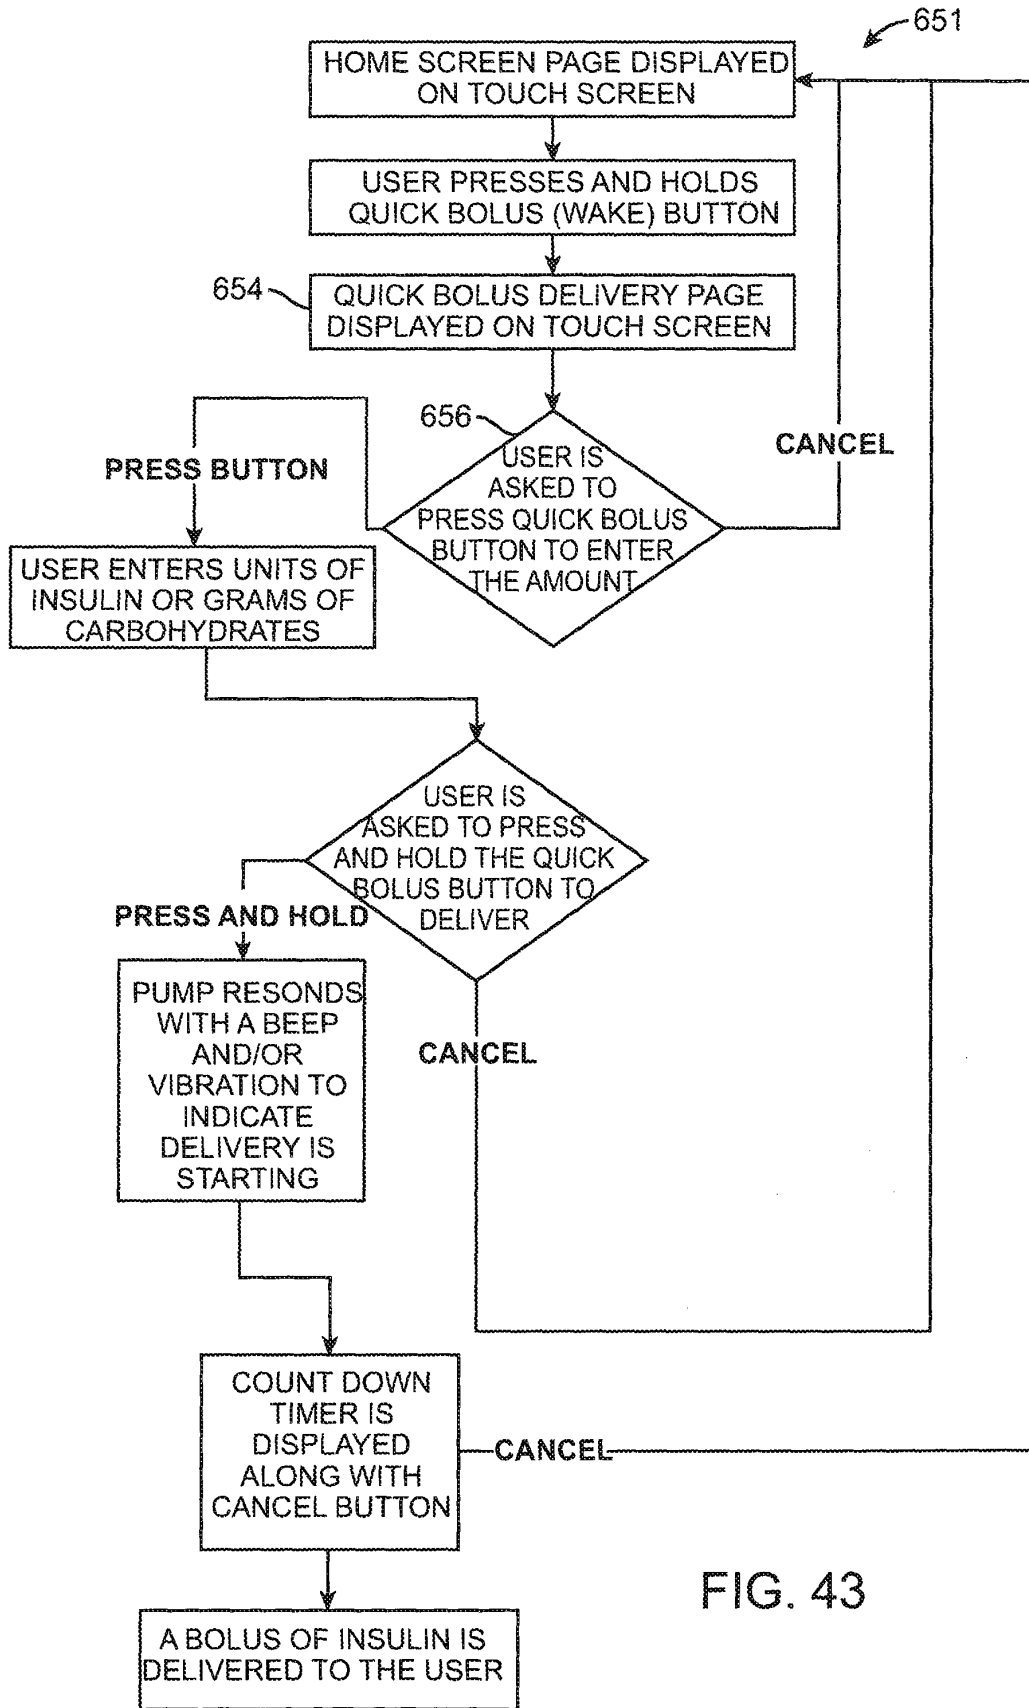 651
HOME SCREEN PAGE DISPLAYED
ON TOUCH SCREEN
USER PRESSES AND HOLDS
QUICK BOLUS (WAKE) BUTTON
654
QUICK BOLUS DELIVERY PAGE
DISPLAYED ON TOUCH SCREEN
656
USER IS
ASKED TO
PRESS QUICK BOLUS
BUTTON TO ENTER
THE AMOUNT
CANCEL
PRESS BUTTON
USER ENTERS UNITS OF
INSULIN OR GRAMS OF
CARBOHYDRATES
USER IS
ASKED TO PRESS
AND HOLD THE QUICK
BOLUS BUTTON TO
DELIVER
PRESS AND HOLD
CANCEL
PUMP RESONDS
WITH A BEEP
AND/OR
VIBRATION TO
INDICATE
DELIVERY IS
STARTING
COUNT DOWN
TIMER IS
DISPLAYED
ALONG WITH
CANCEL BUTTON
CANCEL
A BOLUS OF INSULIN IS
DELIVERED TO THE USER
FIG. 43